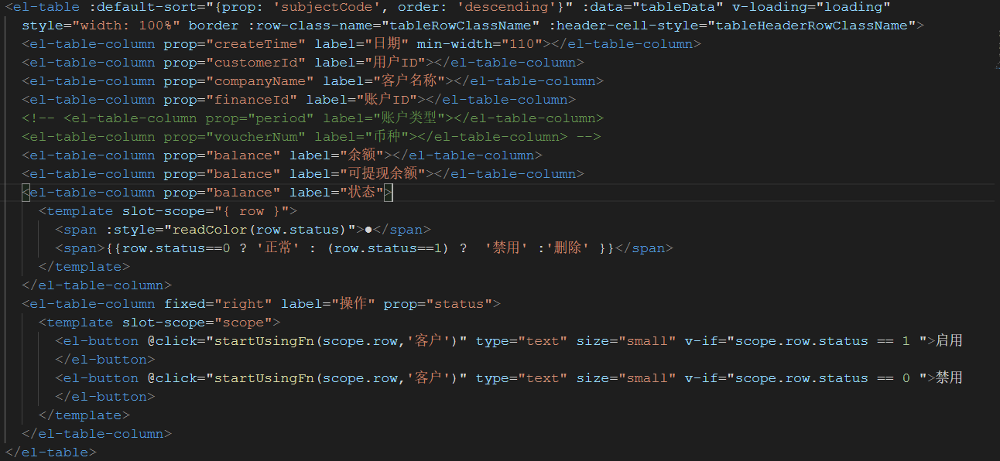 <el-table :default-sort="{prop: 'subjectCode', order: 'descending'}" :data="tableData" v-loading="loading"
style="width: 100%" border :row-class-name="tableRowClassName" :header-cell-style="tableHeaderRowClassName">
<el-table-column prop="createTime" label="日期" min-width="110"></el-table-column>
<el-table-column prop="customerId" label="用户ID"></el-table-column>
<el-table-column prop="companyName" label="客户名称"></el-table-column>
<el-table-column prop="financeId" label="账户ID"></el-table-column>
<!-- <el-table-column prop="period" label="账户类型"></el-table-column>
<el-table-column prop="voucherNum" label="币种"></el-table-column> -->
<el-table-column prop="balance" label="余额"></el-table-column>
<el-table-column prop="balance" label="可提现余额"></el-table-column>
<el-table-column prop="balance" label="状态">
<template slot-scope="{ row }">
<span :style="readColor(row.status)">●</span>
<span>{{row.status==0 ? '正常' : (row.status==1) ?  '禁用' :'删除' }}</span>
</template>
</el-table-column>
<el-table-column fixed="right" label="操作" prop="status">
<template slot-scope="scope">
<el-button @click="startUsingFn(scope.row,'客户')" type="text" size="small" v-if="scope.row.status == 1 ">启用
</el-button>
<el-button @click="startUsingFn(scope.row,'客户')" type="text" size="small" v-if="scope.row.status == 0 ">禁用
</el-button>
</template>
</el-table-column>
</el-table>